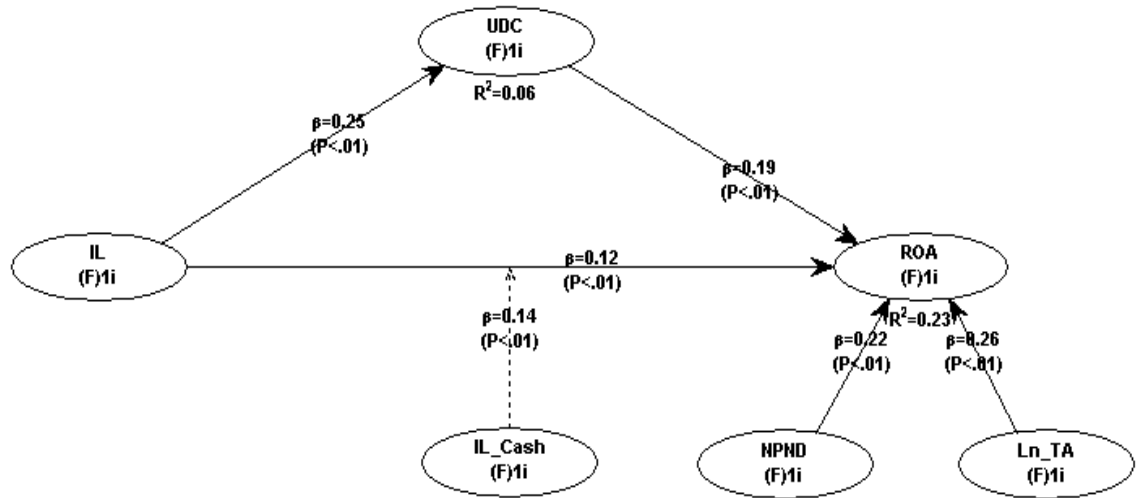 UDC
(F)1i
R²=0.06
β=0.25
(P<.01)
β=0.19
(P<.01)
IL
(F)1i
β=0.12
(P<.01)
ROA
(F)1i
R²=0.23
β=0.14
(P<.01)
β=0.22
(P<.01)
β=0.26
(P<.01)
IL_Cash
(F)1i
NPND
(F)1i
Ln_TA
(F)1i